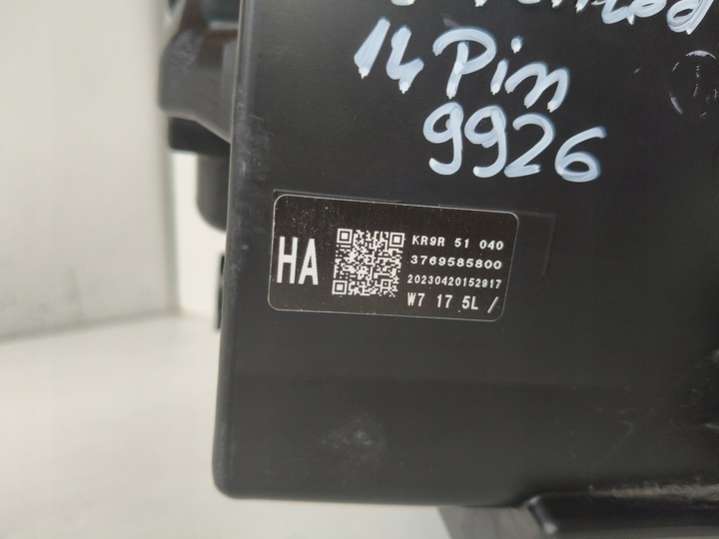 14 Pin
9926
HA
KR9R 51 040
3769585800
20230420152917
W7 17 5L /